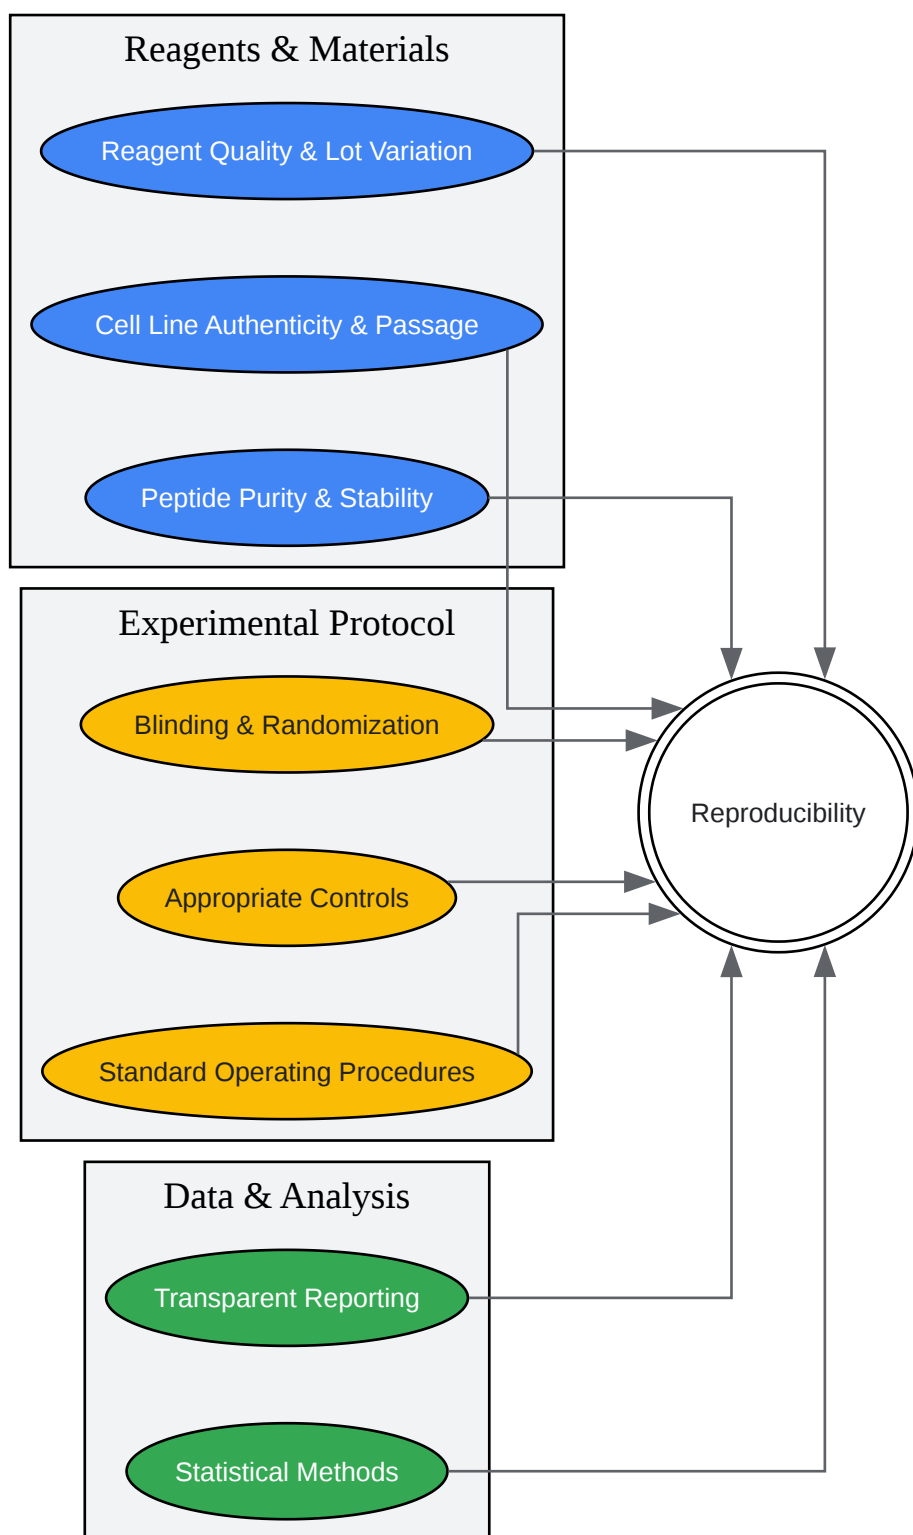 Reagents & Materials
Reagent Quality & Lot Variation
Cell Line Authenticity & Passage
Peptide Purity & Stability
Experimental Protocol
Blinding & Randomization
Reproducibility
Appropriate Controls
Standard Operating Procedures
Data & Analysis
Transparent Reporting
Statistical Methods